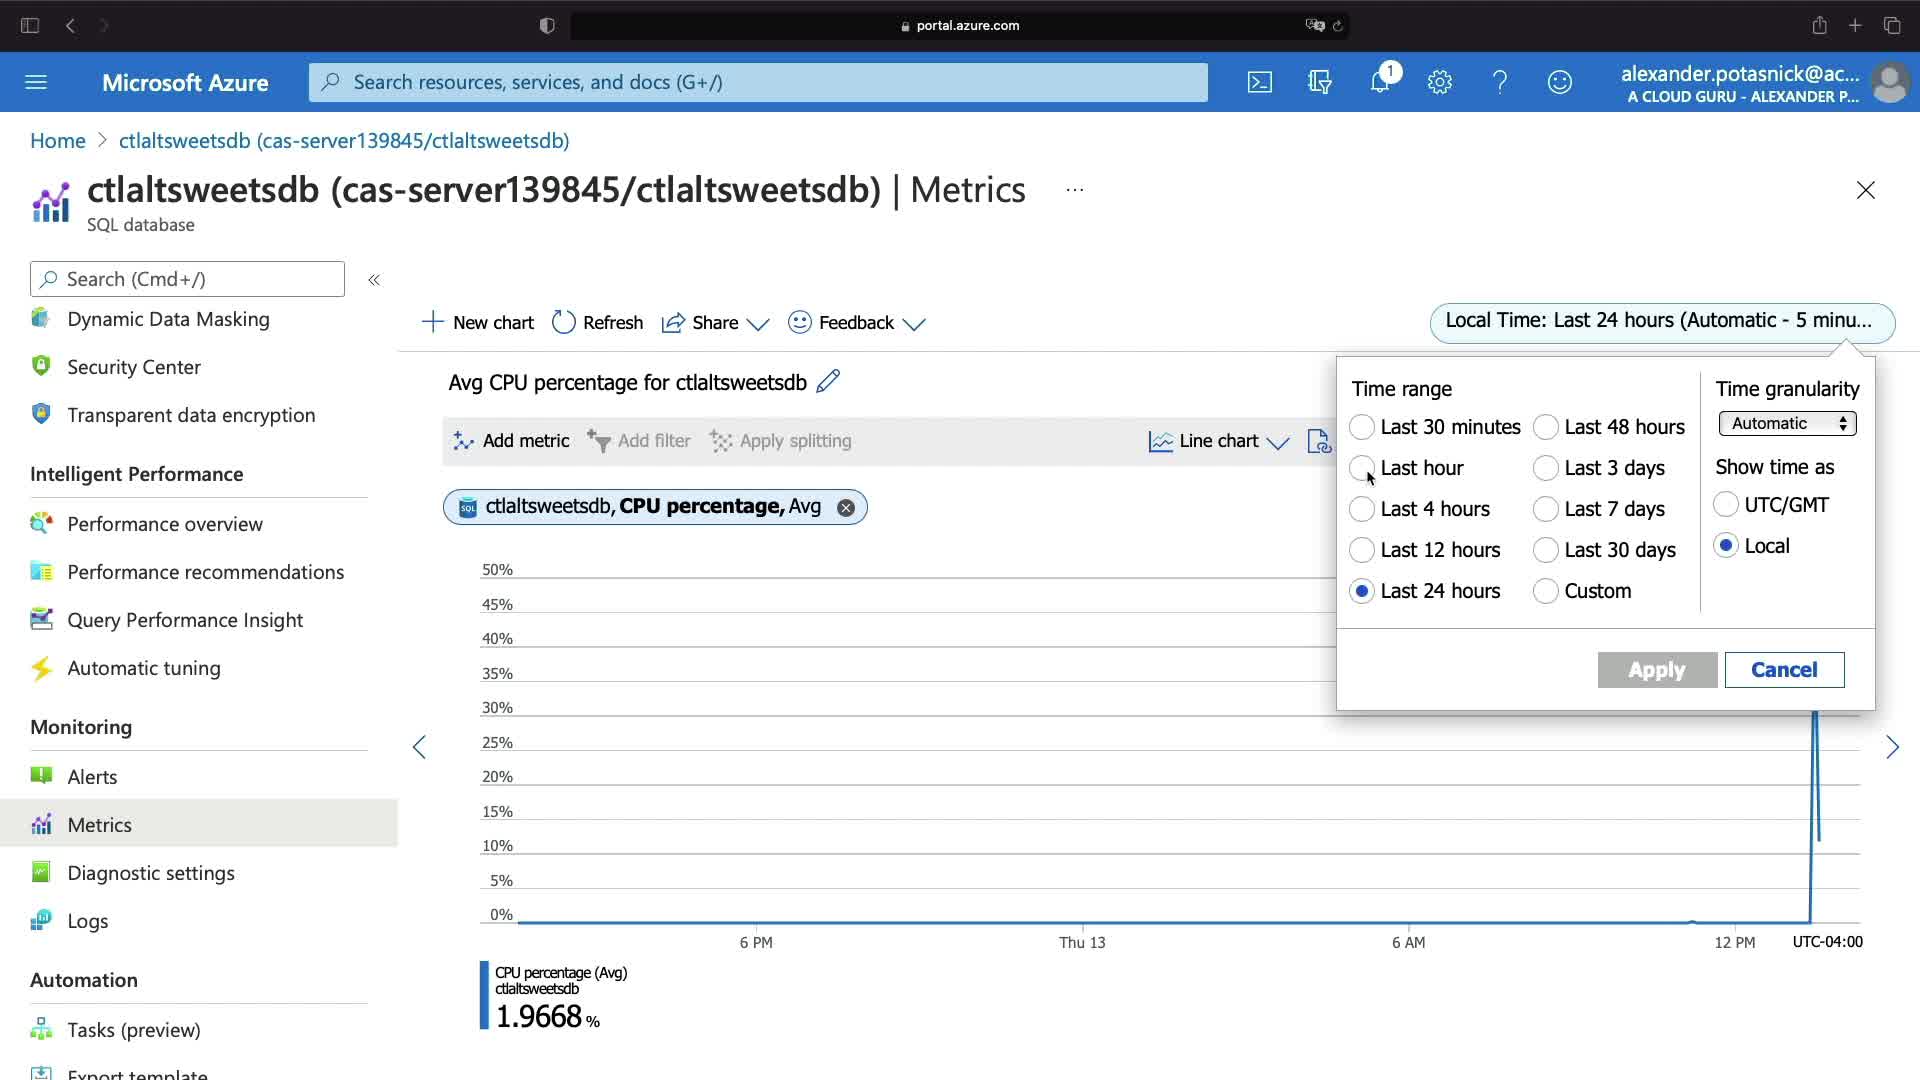 portal.azure.com
Microsoft Azure
Search resources, services, and docs (G+/)
1
alexander.potasnick@ac...
A CLOUD GURU - ALEXANDER P...
Home > ctlaltsweetsdb (cas-server139845/ctlaltsweetsdb)
ctlaltsweetsdb (cas-server139845/ctlaltsweetsdb) | Metrics ...
SQL database
Search (Cmd+/)
Dynamic Data Masking
Security Center
Transparent data encryption
Intelligent Performance
Performance overview
Performance recommendations
Query Performance Insight
Automatic tuning
Monitoring
Alerts
Metrics
Diagnostic settings
Logs
Automation
Tasks (preview)
Export template
New chart
Refresh
Share
Feedback
Local Time: Last 24 hours (Automatic - 5 minu...
Avg CPU percentage for ctlaltsweetsdb
Add metric
Add filter
Apply splitting
Line chart
SQL
ctlaltsweetsdb, CPU percentage, Avg
Time range
Last 30 minutes
Last hour
Last 4 hours
Last 12 hours
Last 24 hours
Last 48 hours
Last 3 days
Last 7 days
Last 30 days
Custom
Time granularity
Automatic
Show time as
UTC/GMT
Local
Apply
Cancel
50%
45%
40%
35%
30%
25%
20%
15%
10%
5%
0%
6 PM
Thu 13
6 AM
12 PM
UTC-04:00
CPU percentage (Avg)
ctlaltsweetsdb
1.9668 %